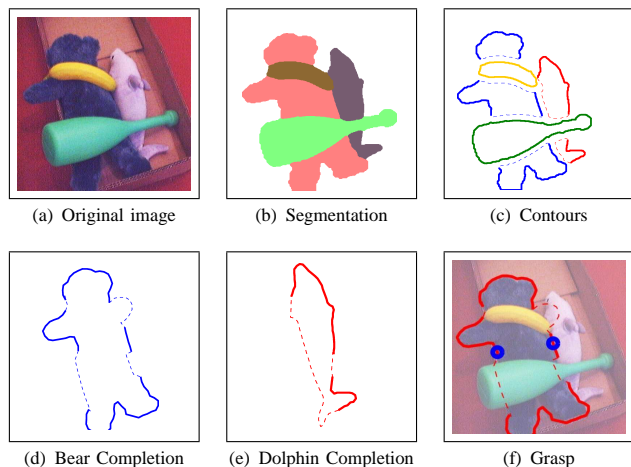 (a) Original image
(b) Segmentation
(c) Contours
(d) Bear Completion
(e) Dolphin Completion
(f) Grasp